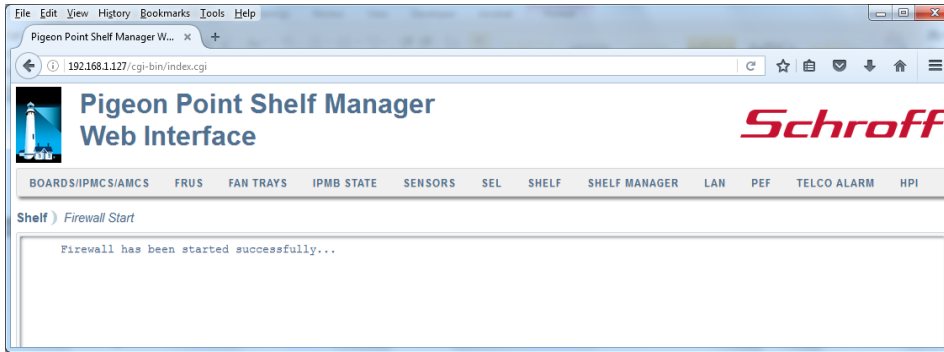 File Edit View History Bookmarks Tools Help
Pigeon Point Shelf Manager W... × +
192.168.1.127/cgi-bin/index.cgi
Pigeon Point Shelf Manager
Web Interface
Schroff
BOARDS/IPMCS/AMCS FRUS FAN TRAYS IPMB STATE SENSORS SEL SHELF SHELF MANAGER LAN PEF TELCO ALARM HPI
Shelf Firewall Start
Firewall has been started successfully...